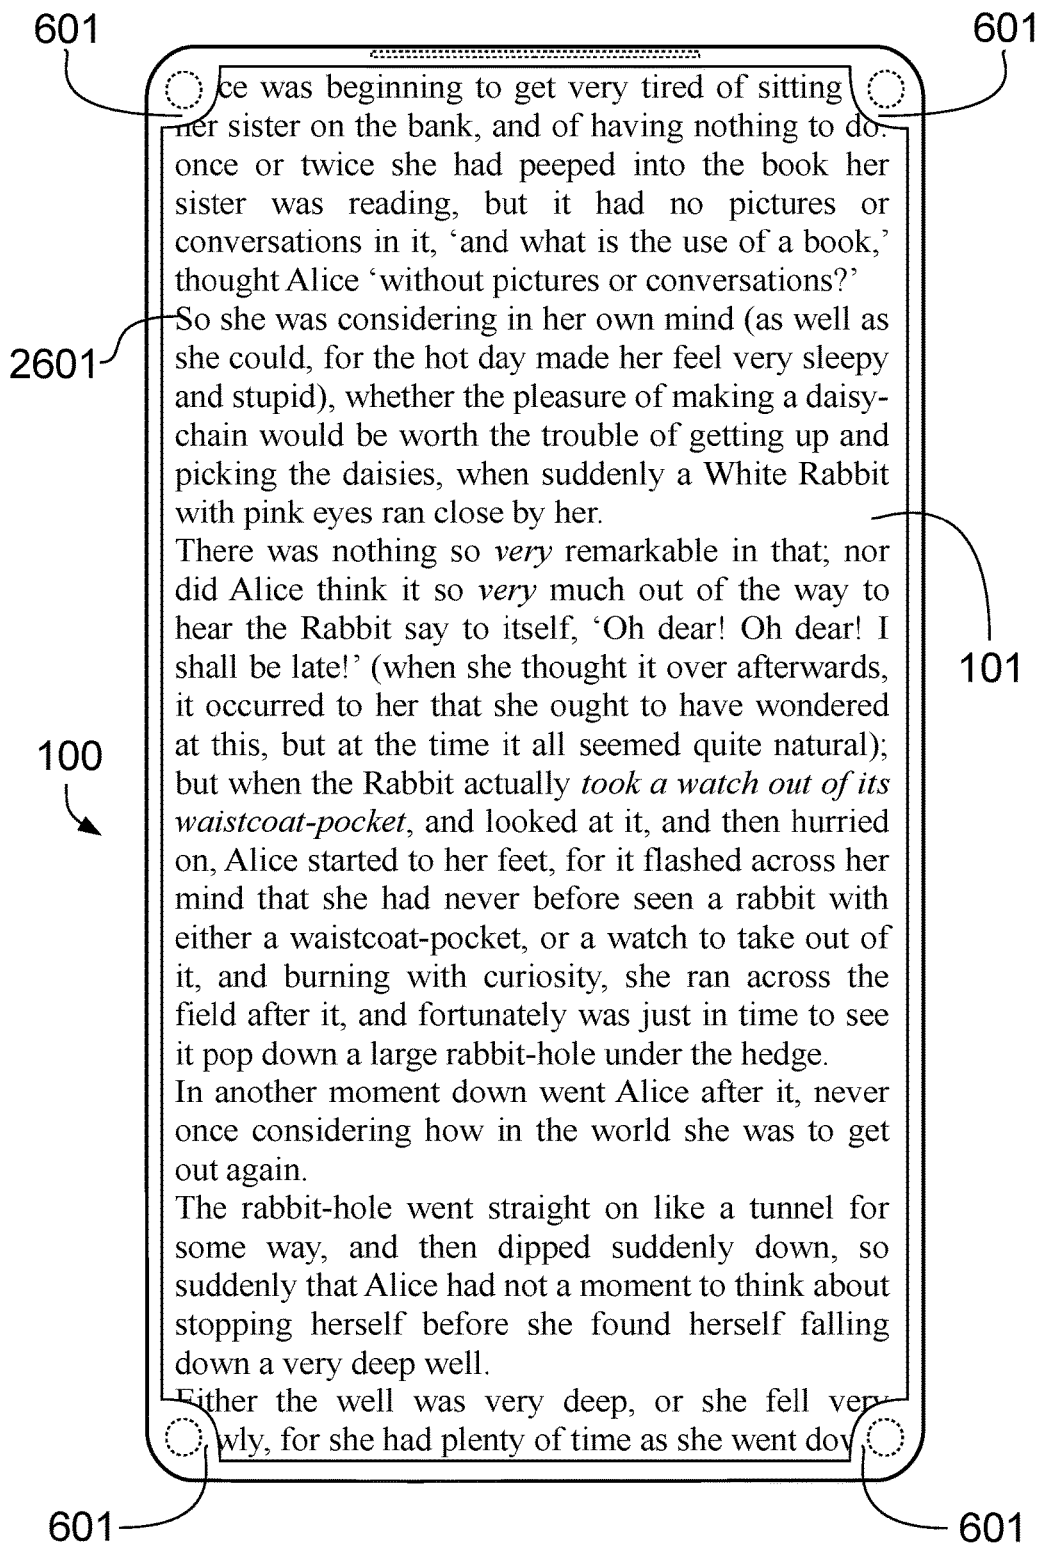 601
601
ce was beginning to get very tired of sitting
her sister on the bank, and of having nothing to do:
once or twice she had peeped into the book her
sister was reading, but it had no pictures or
conversations in it, ‘and what is the use of a book,’
thought Alice ‘without pictures or conversations?’
So she was considering in her own mind (as well as
2601
she could, for the hot day made her feel very sleepy
and stupid), whether the pleasure of making a daisy-
chain would be worth the trouble of getting up and
picking the daisies, when suddenly a White Rabbit
with pink eyes ran close by her.
There was nothing so very remarkable in that; nor
did Alice think it so very much out of the way to
hear the Rabbit say to itself, ‘Oh dear! Oh dear! I
shall be late!’ (when she thought it over afterwards,
101
it occurred to her that she ought to have wondered
at this, but at the time it all seemed quite natural);
100
but when the Rabbit actually took a watch out of its
waistcoat-pocket, and looked at it, and then hurried
on, Alice started to her feet, for it flashed across her
mind that she had never before seen a rabbit with
either a waistcoat-pocket, or a watch to take out of
it, and burning with curiosity, she ran across the
field after it, and fortunately was just in time to see
it pop down a large rabbit-hole under the hedge.
In another moment down went Alice after it, never
once considering how in the world she was to get
out again.
The rabbit-hole went straight on like a tunnel for
some way, and then dipped suddenly down, so
suddenly that Alice had not a moment to think about
stopping herself before she found herself falling
down a very deep well.
Either the well was very deep, or she fell very
wly, for she had plenty of time as she went dov
601
601